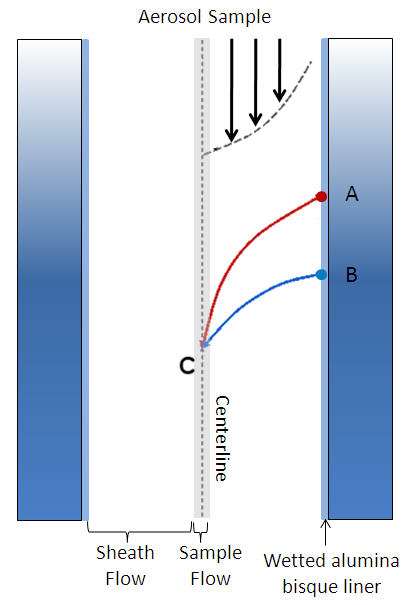 Aerosol Sample
A
B
C
Centerline
Sheath
Flow
Sample
Flow
Wetted alumina
bisque liner